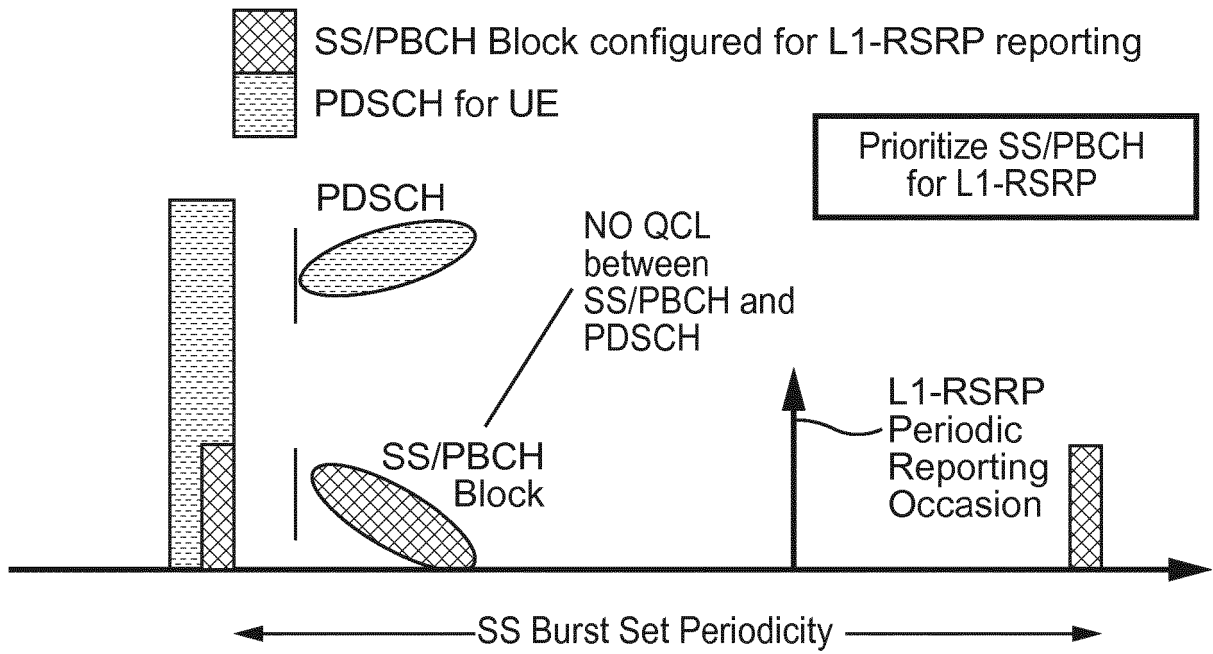 SS/PBCH Block configured for L1-RSRP reporting
PDSCH for UE
Prioritize SS/PBCH
for L1-RSRP
PDSCH
NO QCL
between
SS/PBCH and
PDSCH
SS/PBCH
Block
L1-RSRP
Periodic
Reporting
Occasion
SS Burst Set Periodicity